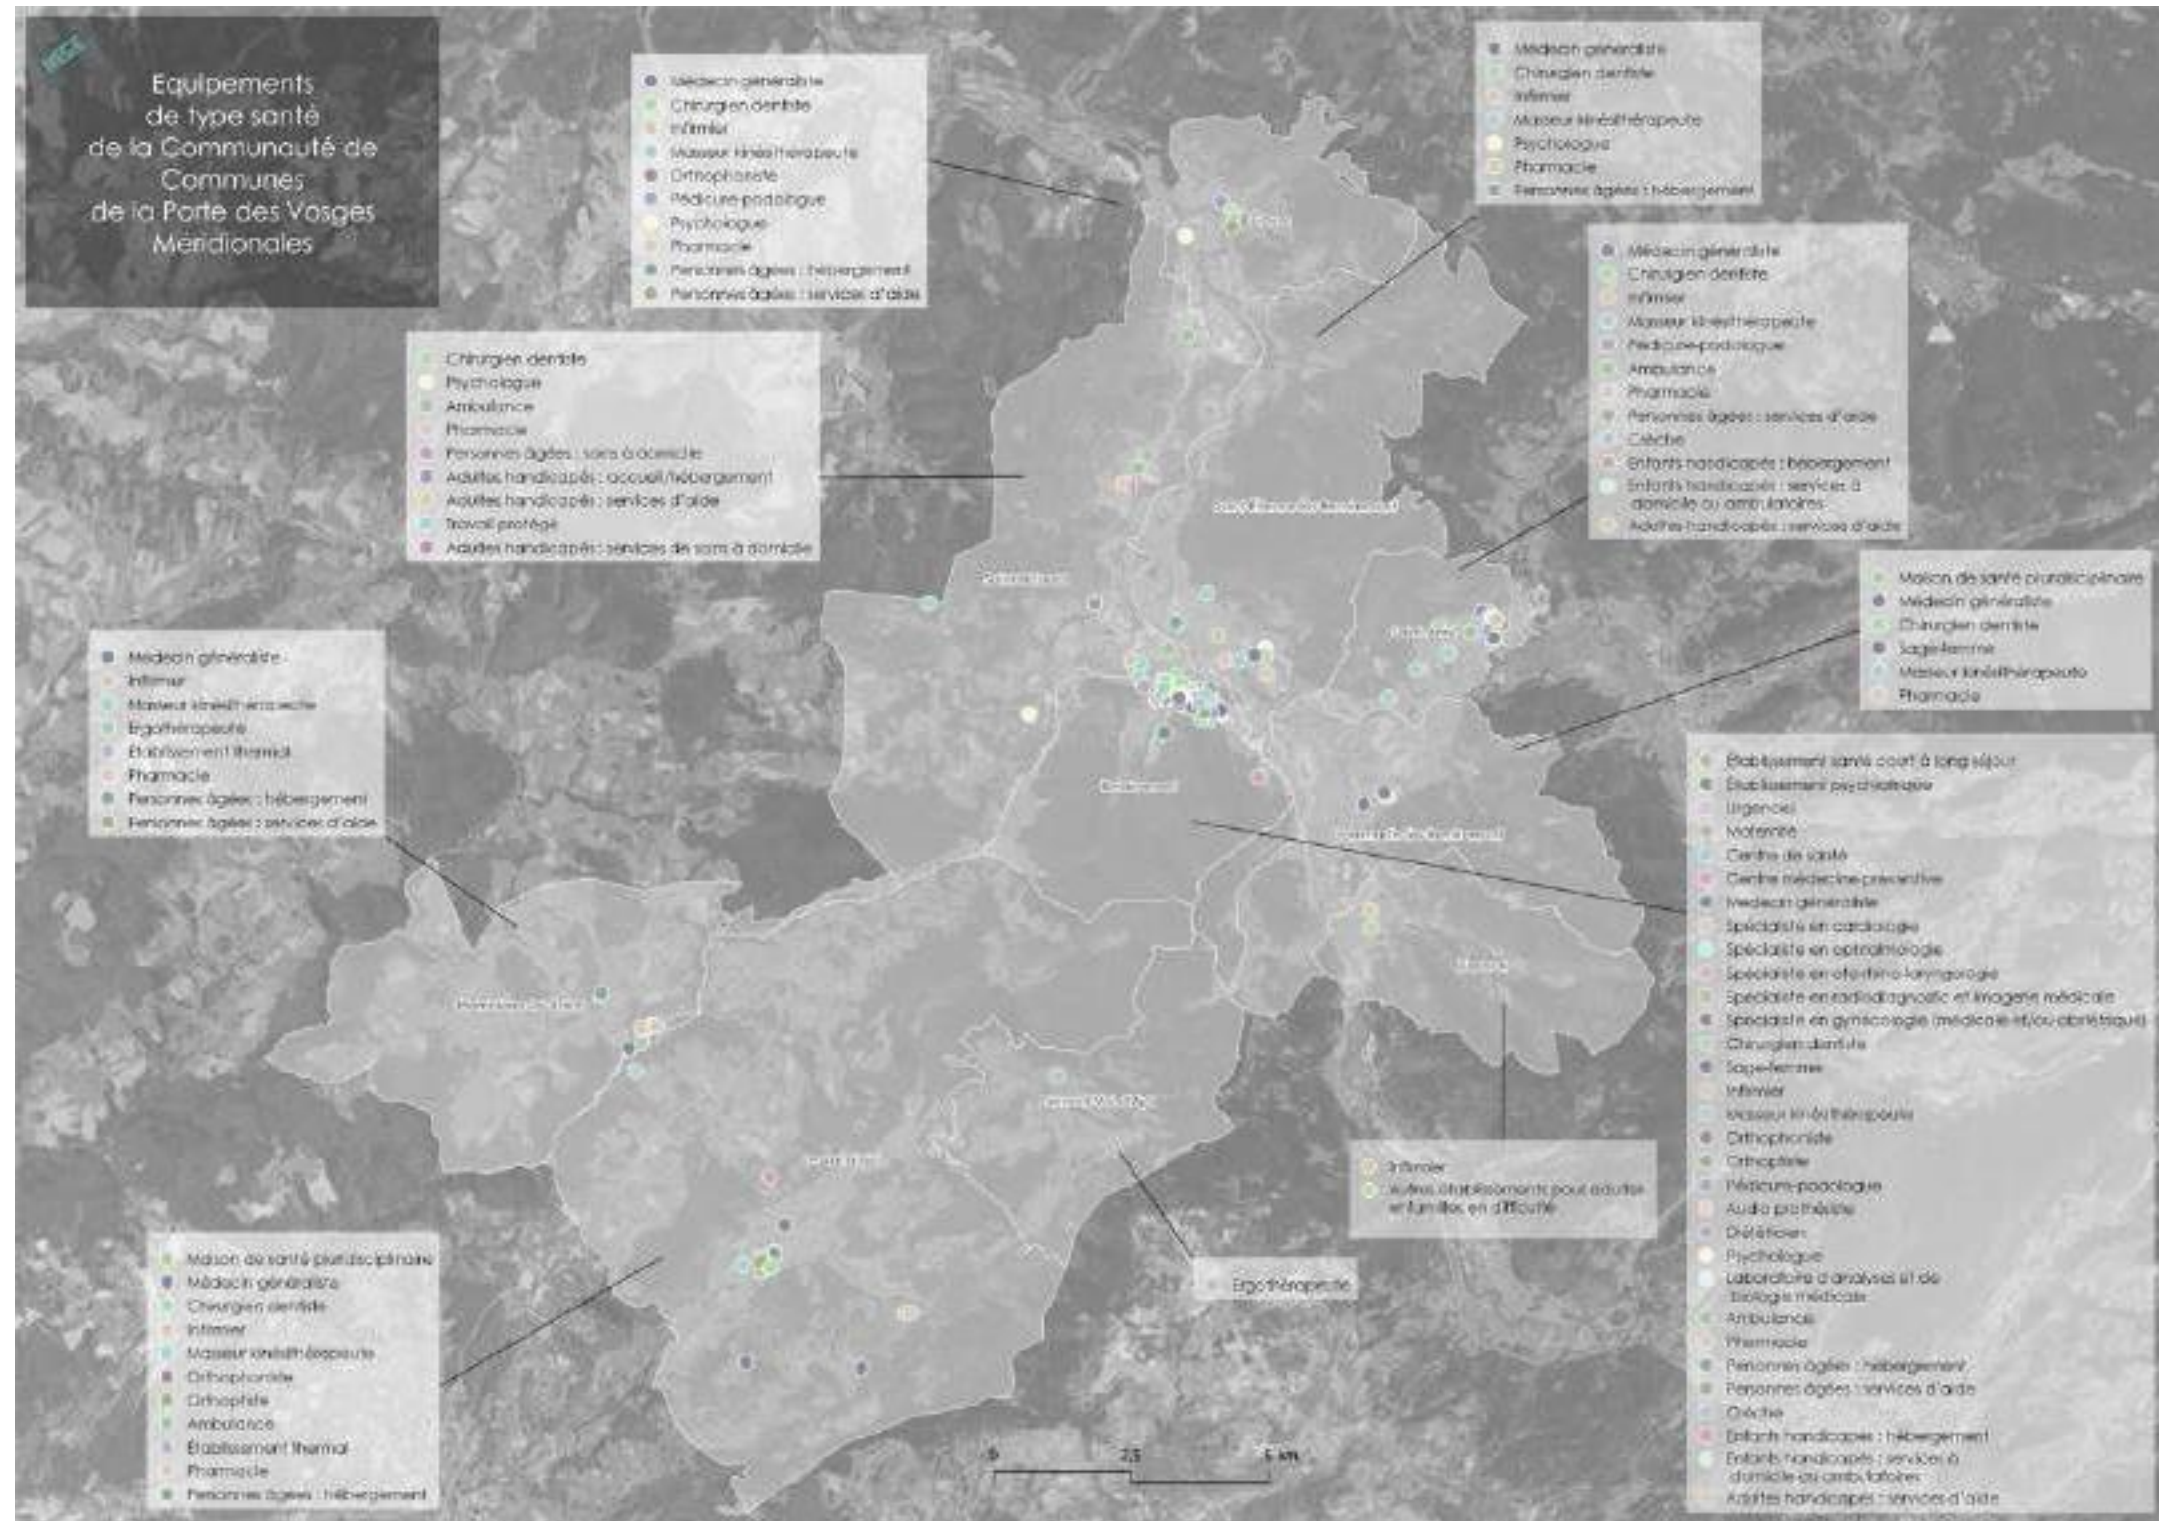 Equipements
de type santé
de la Communauté de
Communes
de la Porte des Vosges
Méridionales
Médecin généraliste
Chirurgien dentiste
Infirmier
Masseur kinésithérapeute
Orthophoniste
Pédicure-podologue
Psychologue
Pharmacie
Personnes âgées : hébergement
Personnes âgées : services d'aide
Médecin généraliste
Chirurgien dentiste
Infirmier
Masseur kinésithérapeute
Psychologue
Pharmacie
Personnes âgées : hébergement
Médecin généraliste
Chirurgien dentiste
Infirmier
Masseur kinésithérapeute
Pédicure-podologue
Ambulance
Pharmacie
Personnes âgées : services d'aide
Crèche
Enfants handicapés : hébergement
Enfants handicapés : services à
domicile ou ambulatoires
Adultes handicapés : services d'aide
Chirurgien dentiste
Psychologue
Ambulance
Pharmacie
Personnes âgées : soins à domicile
Adultes handicapés : accueil/hébergement
Adultes handicapés : services d'aide
Travail protégé
Adultes handicapés : services de soins à domicile
Maison de santé pluridisciplinaire
Médecin généraliste
Chirurgien dentiste
Sage-femme
Masseur kinésithérapeute
Pharmacie
Médecin généraliste
Infirmier
Masseur kinésithérapeute
Ergothérapeute
Établissement thermal
Pharmacie
Personnes âgées : hébergement
Personnes âgées : services d'aide
Établissement santé court à long séjour
Établissement psychiatrique
Urgences
Maternité
Centre de santé
Centre médecine préventive
Médecin généraliste
Spécialiste en cardiologie
Spécialiste en opthalmologie
Spécialiste en oto-rhino-laryngologie
Spécialiste en radiodiagnostic et imagerie médicale
Spécialiste en gynécologie (médicale et/ou obstétrique)
Chirurgien dentiste
Sage-femme
Infirmier
Masseur kinésithérapeute
Orthophoniste
Orthoptiste
Pédicure-podologue
Audio prothésiste
Diététicien
Psychologue
Laboratoire d'analyses et de
biologie médicale
Ambulance
Pharmacie
Personnes âgées : hébergement
Personnes âgées : services d'aide
Crèche
Enfants handicapés : hébergement
Enfants handicapés : services à
domicile ou ambulatoires
Adultes handicapés : services d'aide
Infirmier
Autres établissements pour adultes
et familles en difficulté
Ergothérapeute
Maison de santé pluridisciplinaire
Médecin généraliste
Chirurgien dentiste
Infirmier
Masseur kinésithérapeute
Orthophoniste
Orthoptiste
Ambulance
Établissement thermal
Pharmacie
Personnes âgées : hébergement
0 2,5 5 km